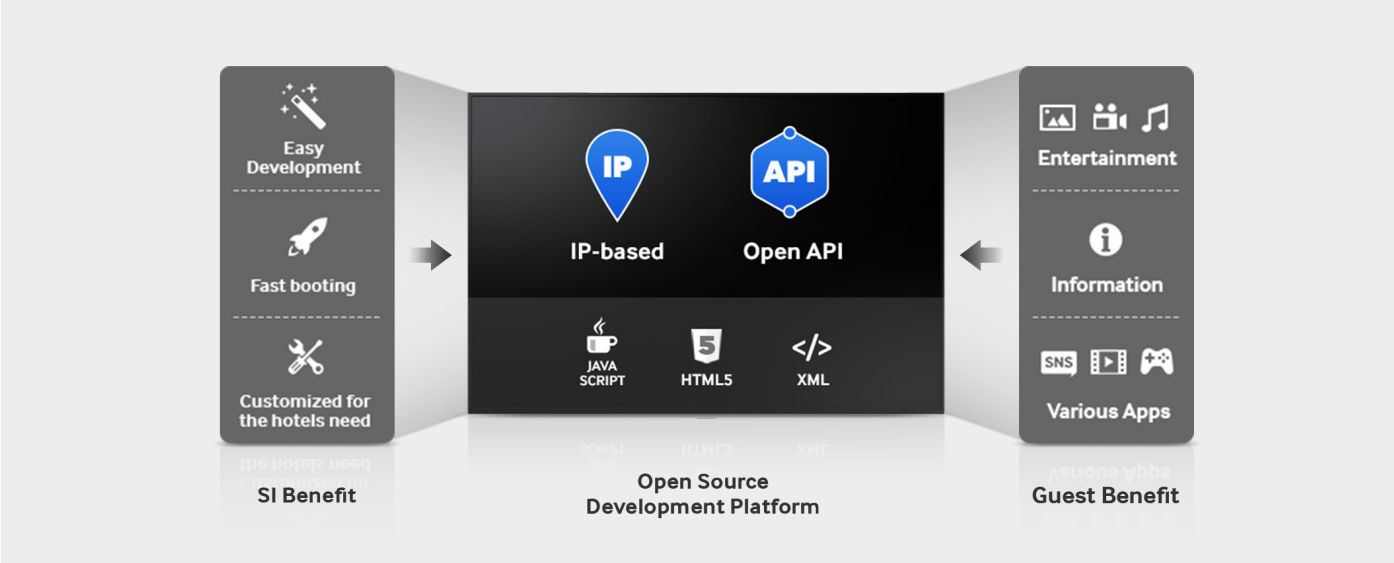 Easy
Development
Fast booting
Customized for
the hotels need
SI Benefit
IP
API
IP-based
Open API
5
</>
JAVA
SCRIPT
HTML5
XML
Open Source
Development Platform
Entertainment
i
Information
SNS
Various Apps
Guest Benefit